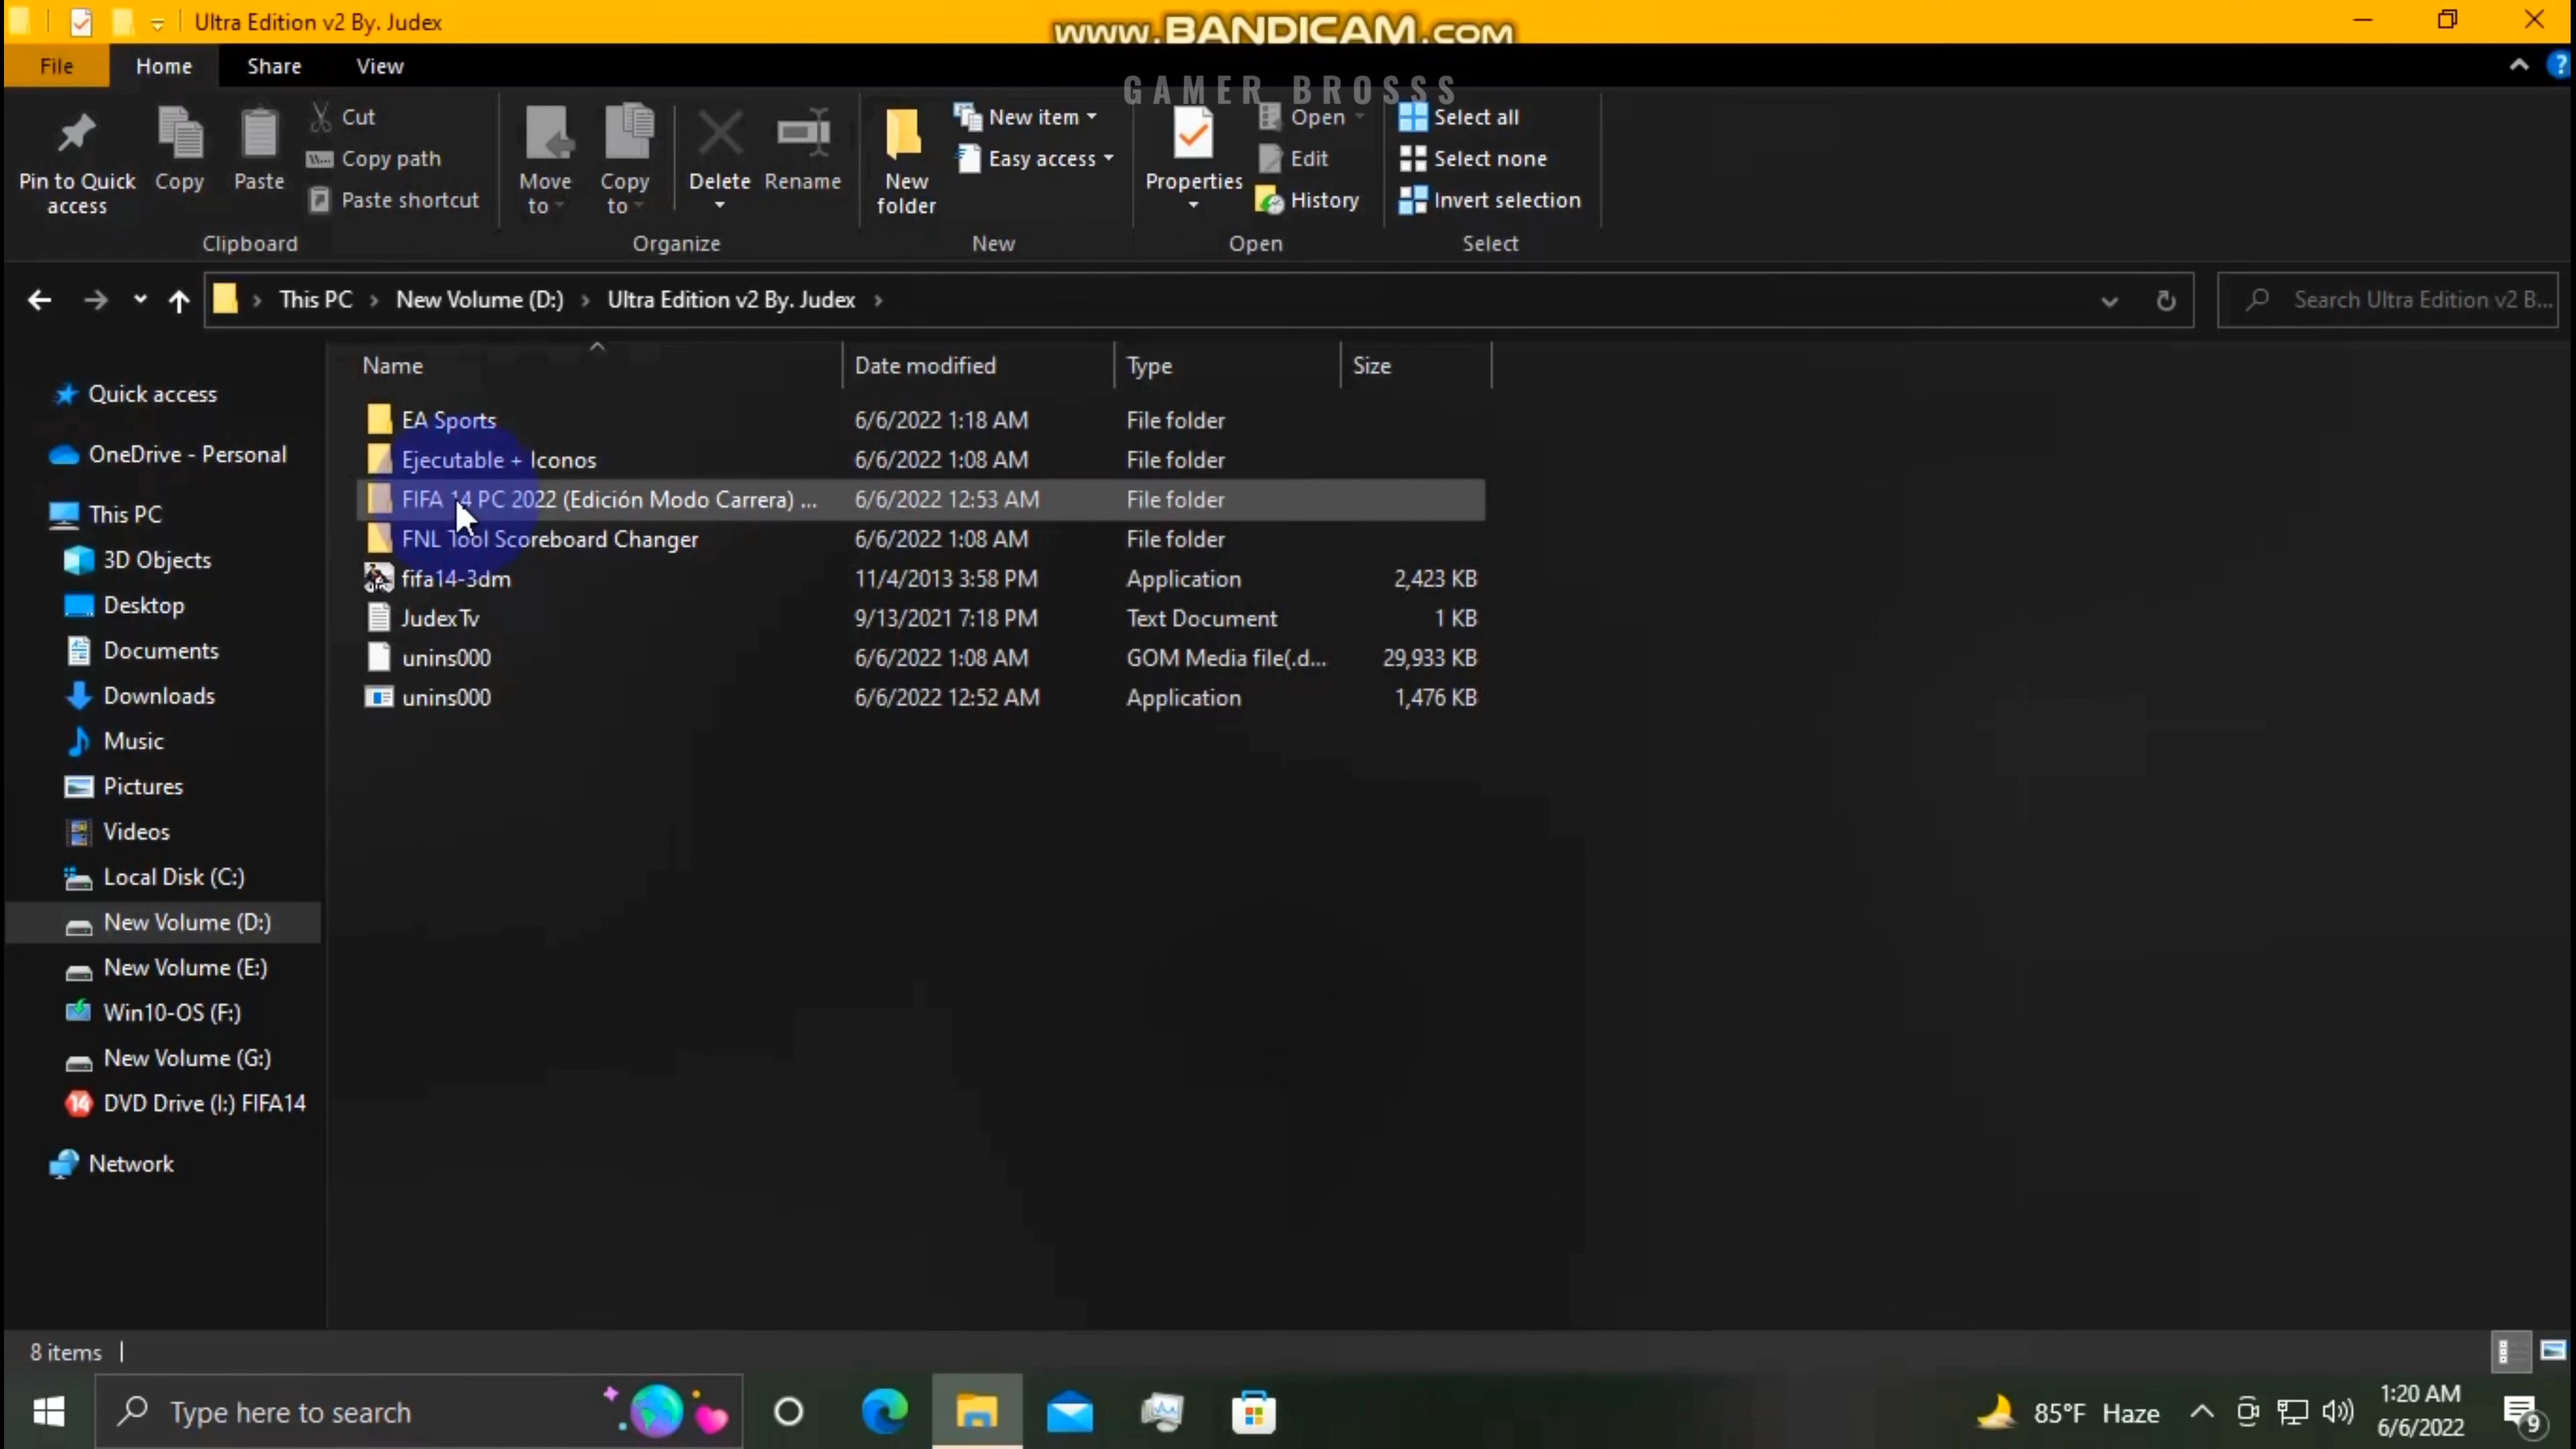 Ultra Edition v2 By. Judex
www.BANDICAM.com
File Home Share View
GAMER BROSSS
Pin to Quick access
Copy
Paste
Cut
Copy path
Paste shortcut
Clipboard
Move to
Copy to
Delete
Rename
Organize
New folder
New item
Easy access
New
Properties
Open
Edit
History
Open
Select all
Select none
Invert selection
Select
This PC > New Volume (D:) > Ultra Edition v2 By. Judex >
Search Ultra Edition v2 B...
Name Date modified Type Size
EA Sports 6/6/2022 1:18 AM File folder
Ejecutable + Iconos 6/6/2022 1:08 AM File folder
FIFA 14 PC 2022 (Edición Modo Carrera) ... 6/6/2022 12:53 AM File folder
FNL Tool Scoreboard Changer 6/6/2022 1:08 AM File folder
fifa14-3dm 11/4/2013 3:58 PM Application 2,423 KB
JudexTv 9/13/2021 7:18 PM Text Document 1 KB
unins000 6/6/2022 1:08 AM GOM Media file(.d... 29,933 KB
unins000 6/6/2022 12:52 AM Application 1,476 KB
Quick access
OneDrive - Personal
This PC
3D Objects
Desktop
Documents
Downloads
Music
Pictures
Videos
Local Disk (C:)
New Volume (D:)
New Volume (E:)
Win10-OS (F:)
New Volume (G:)
14 DVD Drive (I:) FIFA14
Network
8 items
Type here to search
85°F Haze
1:20 AM
6/6/2022
9